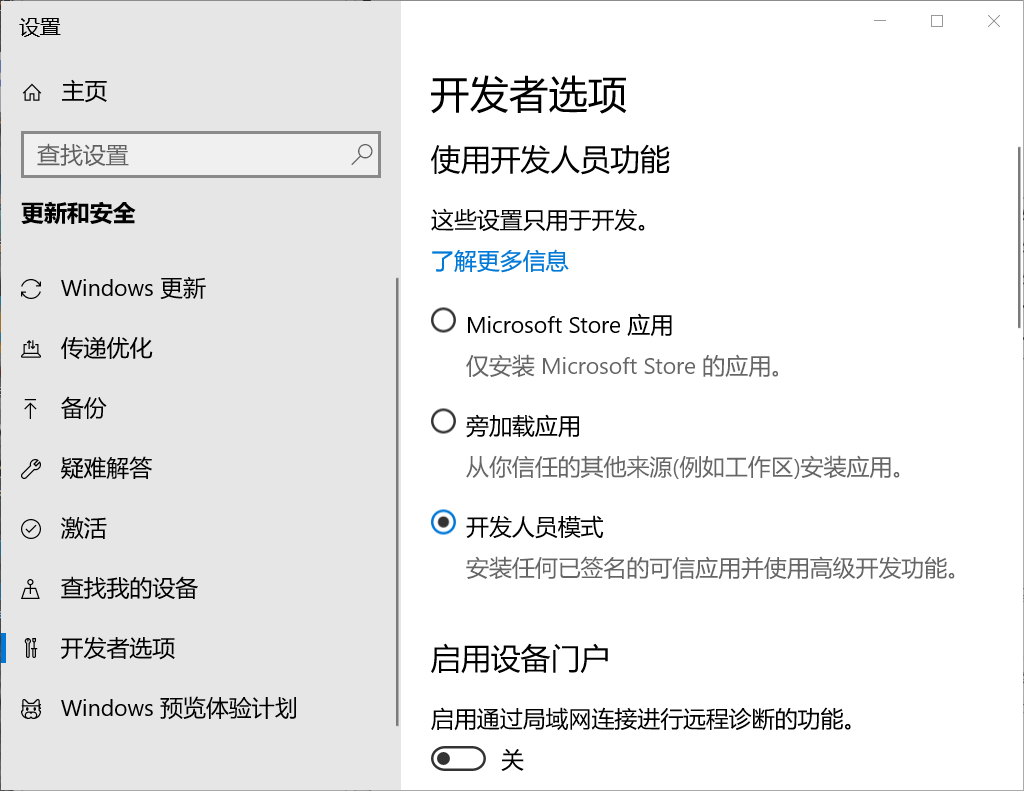 设置
主页
查找设置
更新和安全
Windows 更新
传递优化
备份
疑难解答
激活
查找我的设备
开发者选项
Windows 预览体验计划
开发者选项
使用开发人员功能
这些设置只用于开发。
了解更多信息
Microsoft Store 应用
仅安装 Microsoft Store 的应用。
旁加载应用
从你信任的其他来源(例如工作区)安装应用。
开发人员模式
安装任何已签名的可信应用并使用高级开发功能。
启用设备门户
启用通过局域网连接进行远程诊断的功能。
关